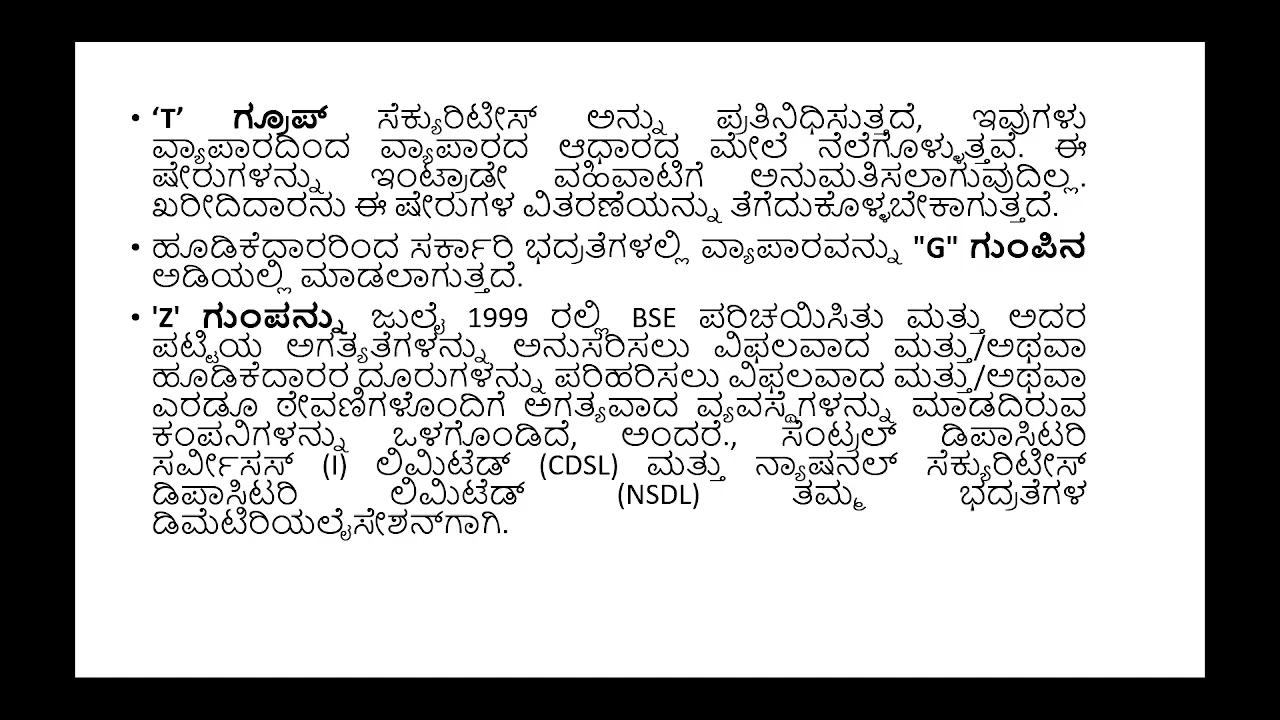 • ‘T’ ಗ್ರೂಪ್ ಸೆಕ್ಯುರಿಟೀಸ್ ಅನ್ನು ಪ್ರತಿನಿಧಿಸುತ್ತದೆ, ಇವುಗಳು
ವ್ಯಾಪಾರದಿಂದ ವ್ಯಾಪಾರದ ಆಧಾರದ ಮೇಲೆ ನೆಲೆಗೊಳ್ಳುತ್ತವೆ. ಈ
ಷೇರುಗಳನ್ನು ಇಂಟ್ರಾಡೇ ವಹಿವಾಟಿಗೆ ಅನುಮತಿಸಲಾಗುವುದಿಲ್ಲ.
ಖರೀದಿದಾರನು ಈ ಷೇರುಗಳ ವಿತರಣೆಯನ್ನು ತೆಗೆದುಕೊಳ್ಳಬೇಕಾಗುತ್ತದೆ.
• ಹೂಡಿಕೆದಾರರಿಂದ ಸರ್ಕಾರಿ ಭದ್ರತೆಗಳಲ್ಲಿ ವ್ಯಾಪಾರವನ್ನು "G" ಗುಂಪಿನ
ಅಡಿಯಲ್ಲಿ ಮಾಡಲಾಗುತ್ತದೆ.
• 'Z' ಗುಂಪನ್ನು ಜುಲೈ 1999 ರಲ್ಲಿ BSE ಪರಿಚಯಿಸಿತು ಮತ್ತು ಅದರ
ಪಟ್ಟಿಯ ಅಗತ್ಯತೆಗಳನ್ನು ಅನುಸರಿಸಲು ವಿಫಲವಾದ ಮತ್ತು/ಅಥವಾ
ಹೂಡಿಕೆದಾರರ ದೂರುಗಳನ್ನು ಪರಿಹರಿಸಲು ವಿಫಲವಾದ ಮತ್ತು/ಅಥವಾ
ಎರಡೂ ಠೇವಣಿಗಳೊಂದಿಗೆ ಅಗತ್ಯವಾದ ವ್ಯವಸ್ಥೆಗಳನ್ನು ಮಾಡದಿರುವ
ಕಂಪನಿಗಳನ್ನು ಒಳಗೊಂಡಿದೆ, ಅಂದರೆ., ಸೆಂಟ್ರಲ್ ಡಿಪಾಸಿಟರಿ
ಸರ್ವೀಸಸ್ (I) ಲಿಮಿಟೆಡ್ (CDSL) ಮತ್ತು ನ್ಯಾಷನಲ್ ಸೆಕ್ಯುರಿಟೀಸ್
ಡಿಪಾಸಿಟರಿ ಲಿಮಿಟೆಡ್ (NSDL) ತಮ್ಮ ಭದ್ರತೆಗಳ
ಡಿಮೆಟಿರಿಯಲೈಸೇಶನ್‌ಗಾಗಿ.